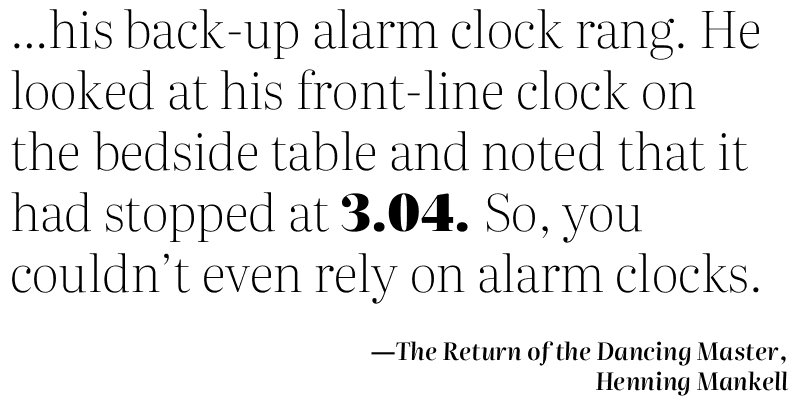 ...his back-up alarm clock rang. He
looked at his front-line clock on
the bedside table and noted that it
had stopped at 3.04. So, you
couldn’t even rely on alarm clocks.
—The Return of the Dancing Master,
Henning Mankell